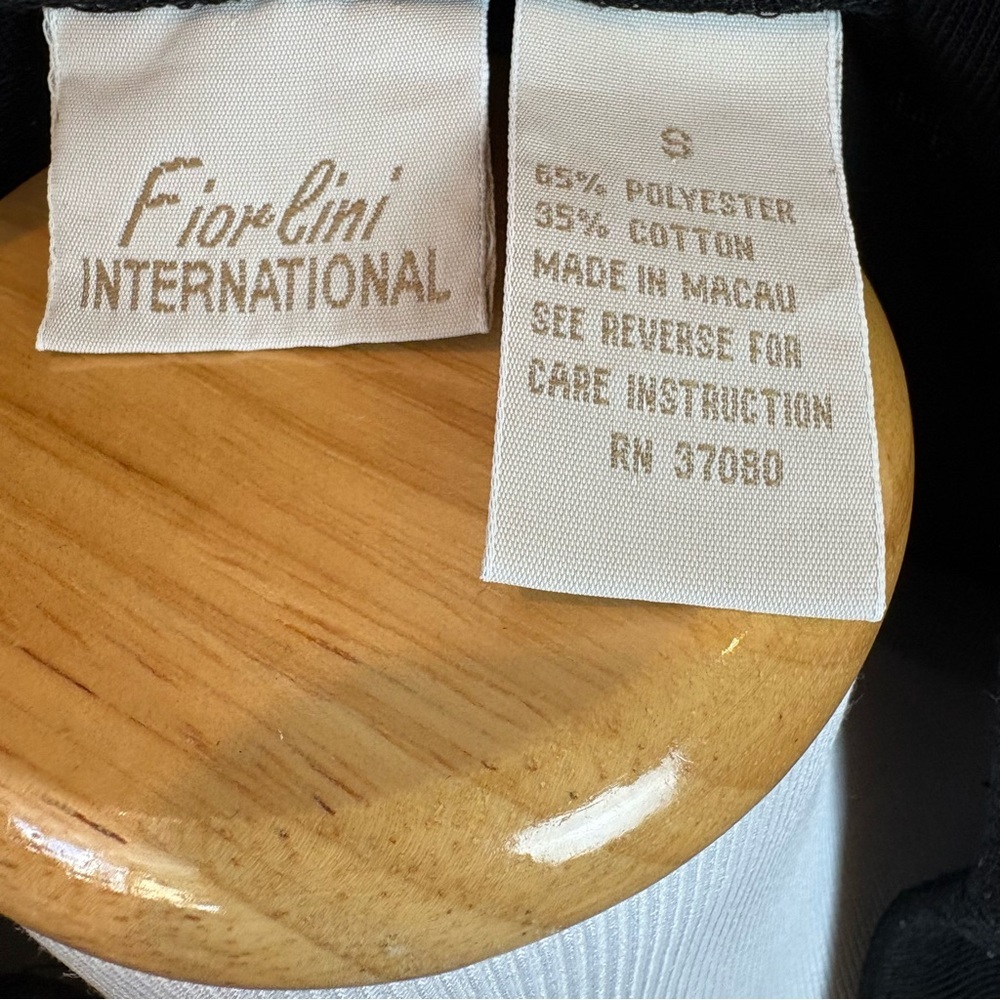 Fiorlini
INTERNATIONAL
S
65% POLYESTER
35% COTTON
MADE IN MACAU
SEE REVERSE FOR
CARE INSTRUCTION
RN 37080